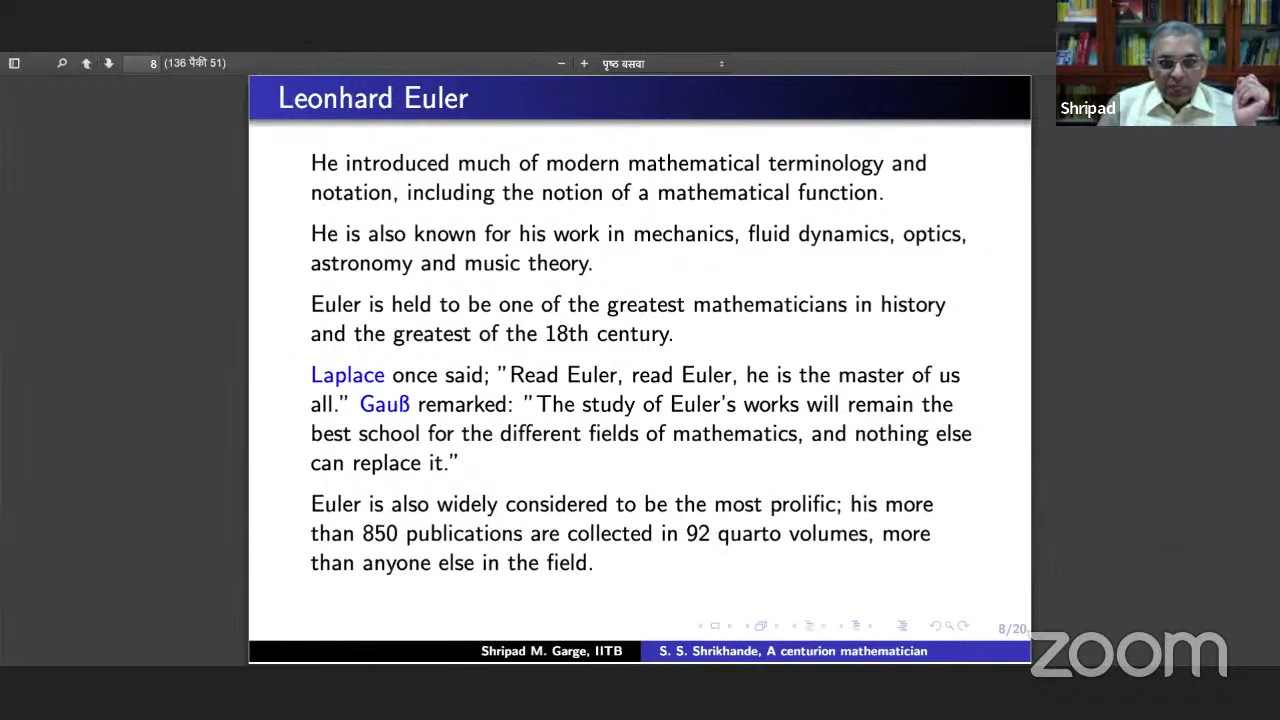 8 (136 पैकी 51)
− + पृष्ठ बसवा
Shripad
Leonhard Euler
He introduced much of modern mathematical terminology and
notation, including the notion of a mathematical function.
He is also known for his work in mechanics, fluid dynamics, optics,
astronomy and music theory.
Euler is held to be one of the greatest mathematicians in history
and the greatest of the 18th century.
Laplace once said; ”Read Euler, read Euler, he is the master of us
all.” Gauß remarked: ”The study of Euler’s works will remain the
best school for the different fields of mathematics, and nothing else
can replace it.”
Euler is also widely considered to be the most prolific; his more
than 850 publications are collected in 92 quarto volumes, more
than anyone else in the field.
8/20
Shripad M. Garge, IITB S. S. Shrikhande, A centurion mathematician
zoom